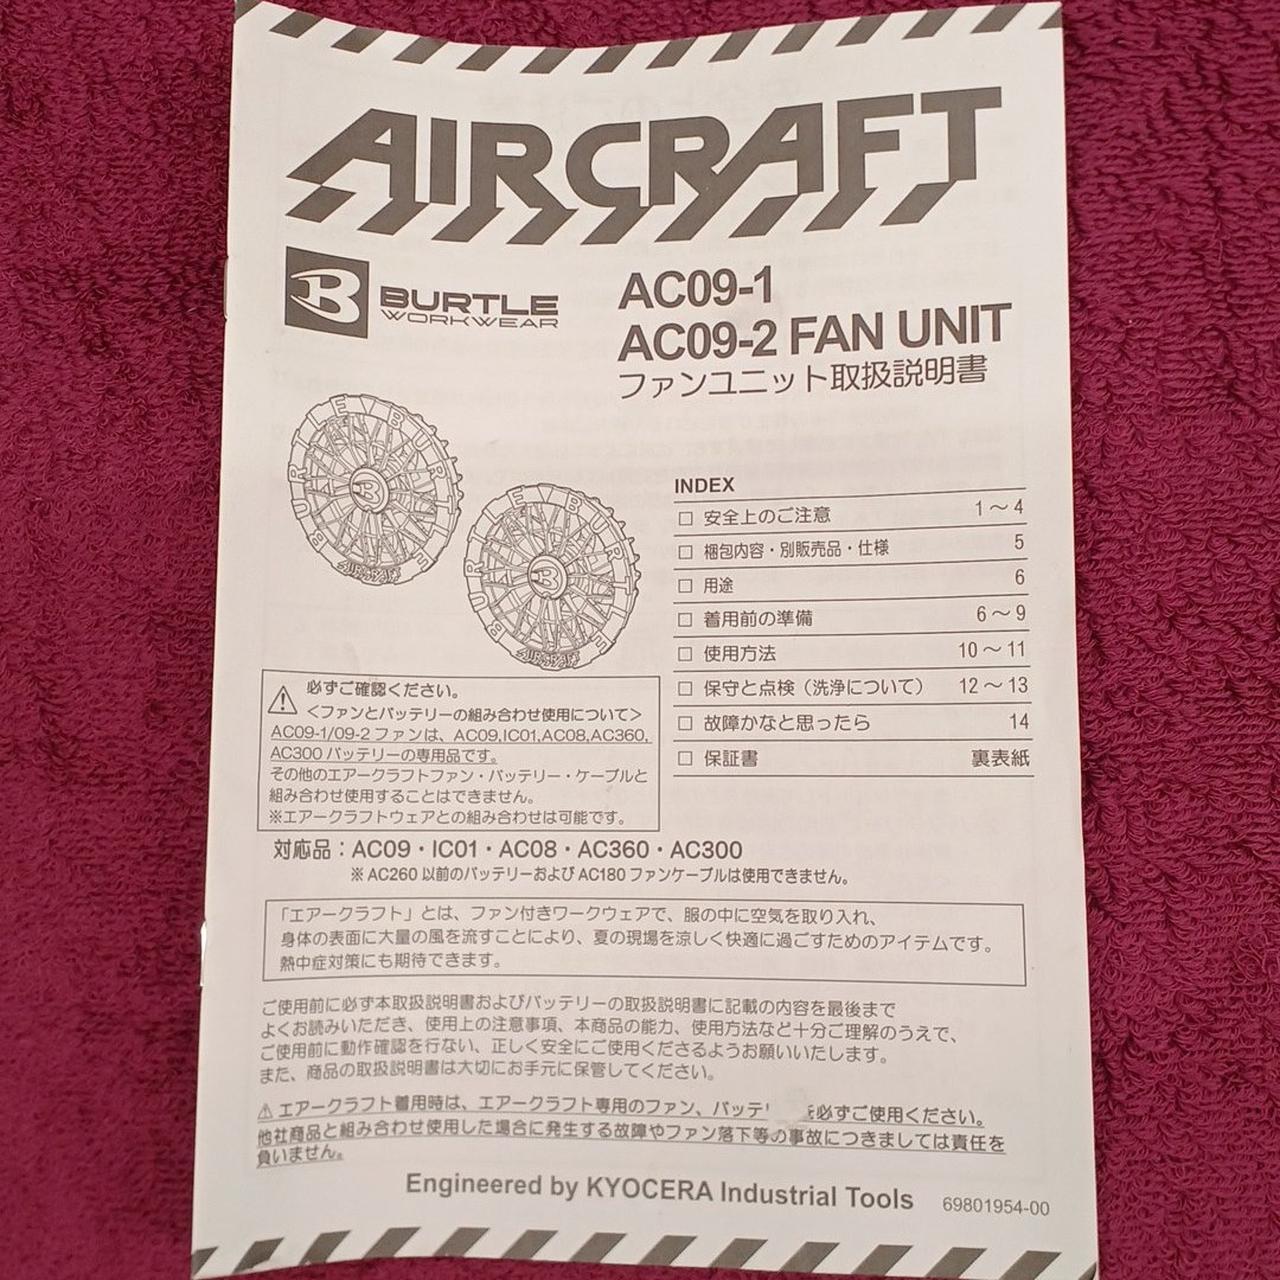 AIRCRAFT
B BURTLE
WORKWEAR
AC09-1
AC09-2 FAN UNIT
ファンユニット取扱説明書
BURTLE BURTLE
AIRCRAFT
BURTLE BURTLE
AIRCRAFT
INDEX
□ 安全上のご注意 1～4
□ 梱包内容・別販売品・仕様 5
□ 用途 6
□ 着用前の準備 6～9
□ 使用方法 10～11
□ 保守と点検（洗浄について） 12～13
□ 故障かなと思ったら 14
□ 保証書 裏表紙
⚠ 必ずご確認ください。
＜ファンとバッテリーの組み合わせ使用について＞
AC09-1/09-2 ファンは、AC09,IC01,AC08,AC360,
AC300 バッテリーの専用品です。
その他のエアークラフトファン・バッテリー・ケーブルと
組み合わせ使用することはできません。
※エアークラフトウェアとの組み合わせは可能です。
対応品：AC09・IC01・AC08・AC360・AC300
※ AC260 以前のバッテリーおよび AC180 ファンケーブルは使用できません。
「エアークラフト」とは、ファン付きワークウェアで、服の中に空気を取り入れ、
身体の表面に大量の風を流すことにより、夏の現場を涼しく快適に過ごすためのアイテムです。
熱中症対策にも期待できます。
ご使用前に必ず本取扱説明書およびバッテリーの取扱説明書に記載の内容を最後まで
よくお読みいただき、使用上の注意事項、本商品の能力、使用方法など十分ご理解のうえで、
ご使用前に動作確認を行ない、正しく安全にご使用くださるようお願いいたします。
また、商品の取扱説明書は大切にお手元に保管してください。
⚠ エアークラフト着用時は、エアークラフト専用のファン、バッテ を必ずご使用ください。
他社商品と組み合わせ使用した場合に発生する故障やファン落下等の事故につきましては責任を
負いません。
Engineered by KYOCERA Industrial Tools 69801954-00